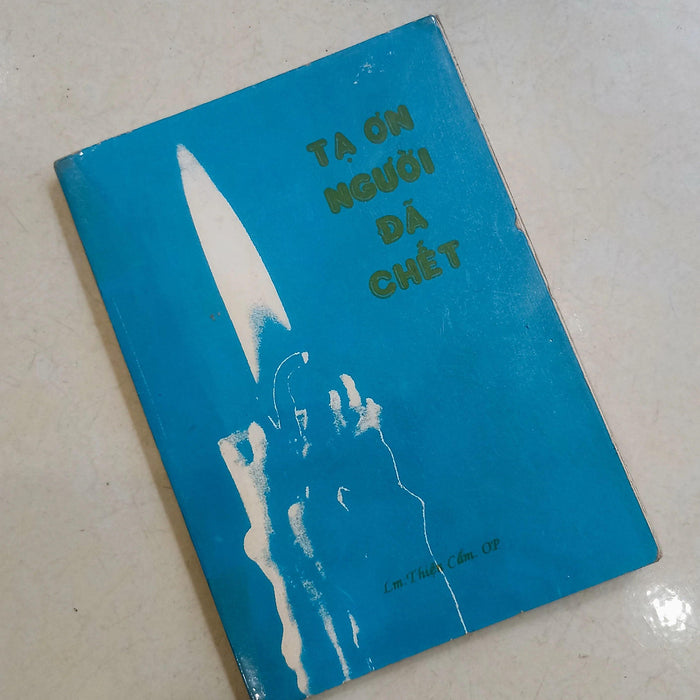 TẠ ƠN
NGƯỜI
ĐÃ
CHẾT
Lm. Thiện Cẩm. OP